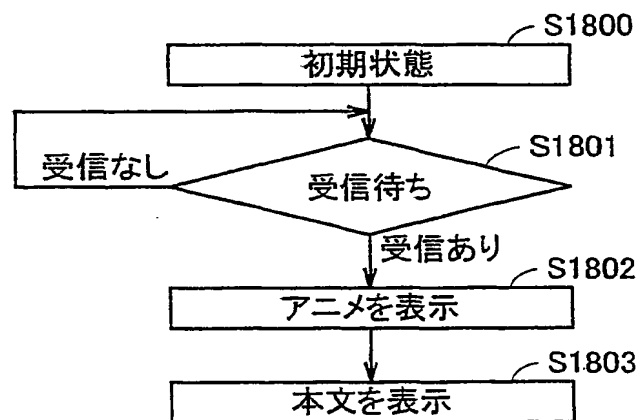 S1800
初期状態
S1801
受信なし
受信待ち
受信あり
S1802
アニメを表示
S1803
本文を表示